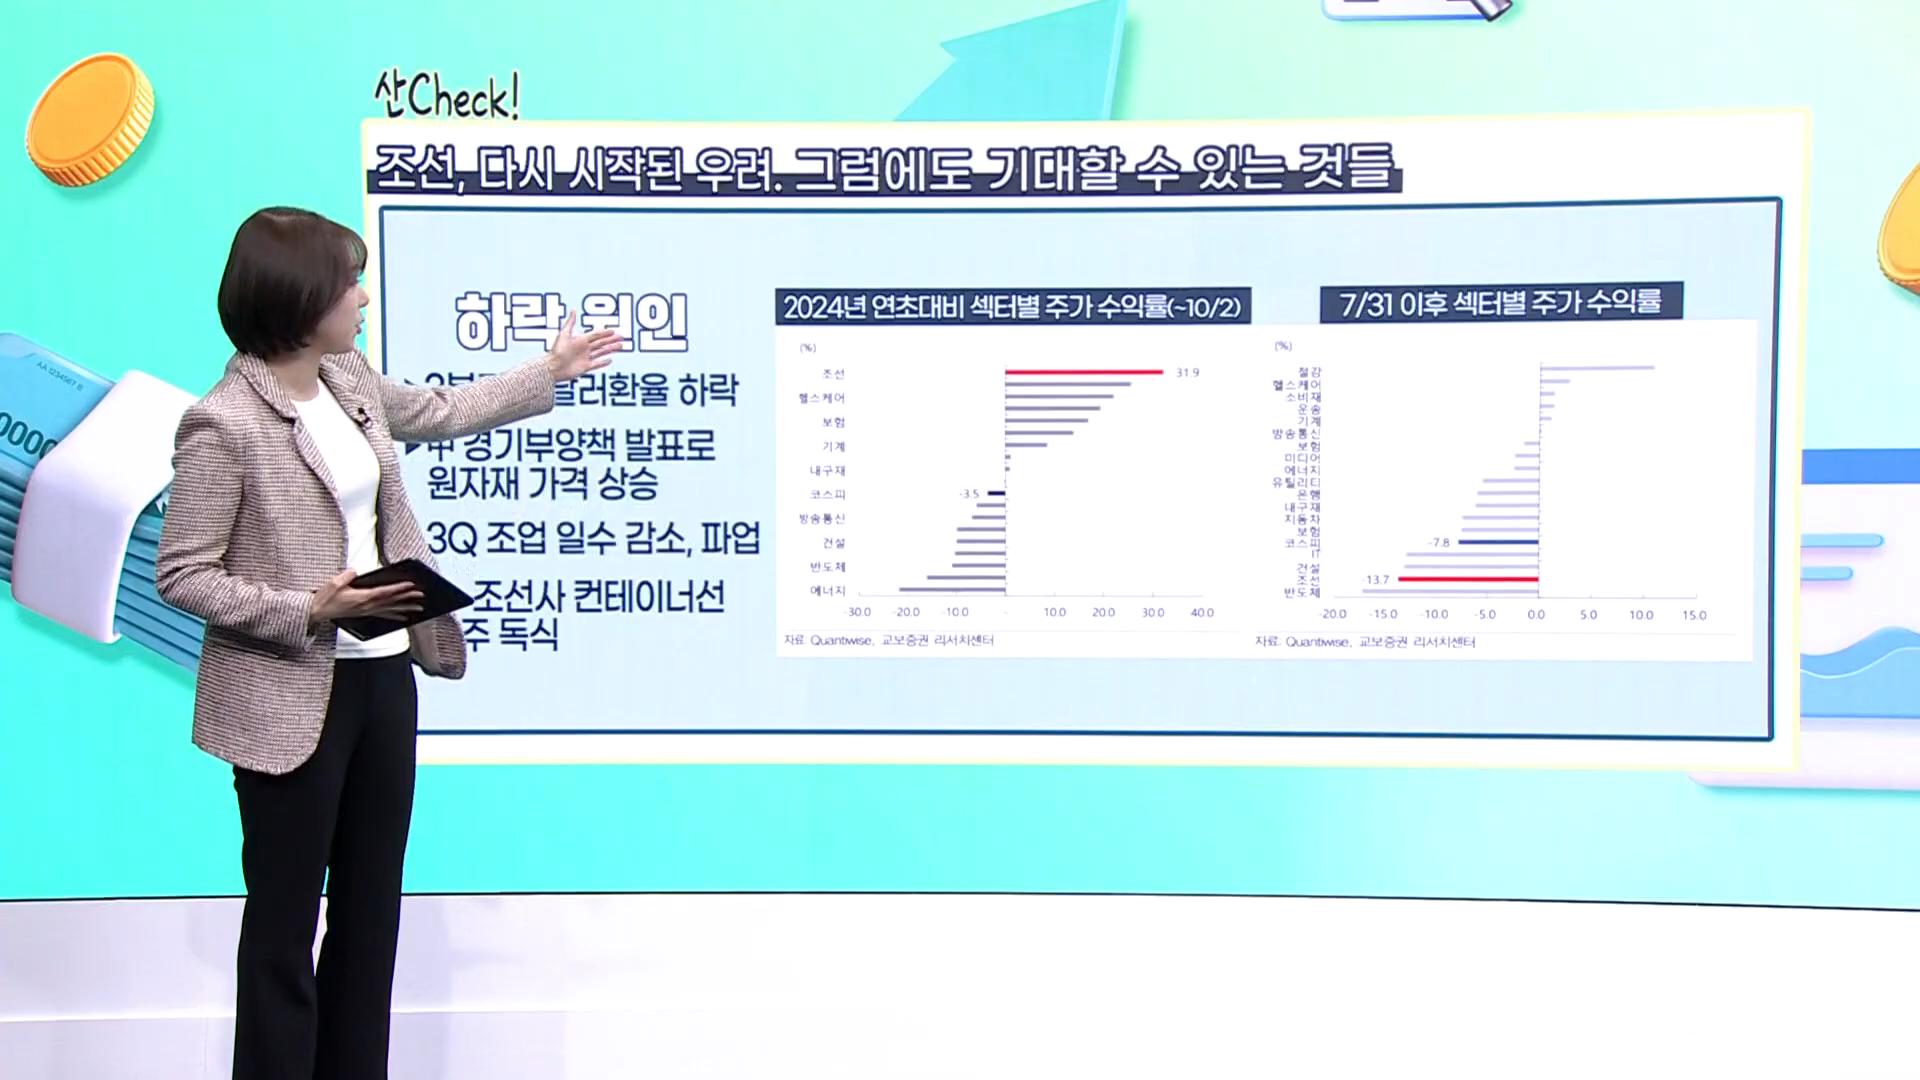 산Check!
조선, 다시 시작된 우려. 그럼에도 기대할 수 있는 것들
하락 원인
달러환율 하락
中 경기부양책 발표로
원자재 가격 상승
3Q 조업 일수 감소, 파업
조선사 컨테이너선
주 독식
2024년 연초대비 섹터별 주가 수익률(~10/2)
(%)
조선
31.9
헬스케어
보험
기계
내구재
코스피
-3.5
방송통신
건설
반도체
에너지
-30.0 -20.0 -10.0 - 10.0 20.0 30.0 40.0
자료: Quantiwise, 교보증권 리서치센터
7/31 이후 섹터별 주가 수익률
(%)
철강
헬스케어
소비재
운송
기계
방송통신
보험
미디어
에너지
유틸리티
은행
내구재
자동차
보험
코스피
-7.8
IT
건설
조선
-13.7
반도체
-20.0 -15.0 -10.0 -5.0 0.0 5.0 10.0 15.0
자료: Quantiwise, 교보증권 리서치센터
AA 1234567 B
0000